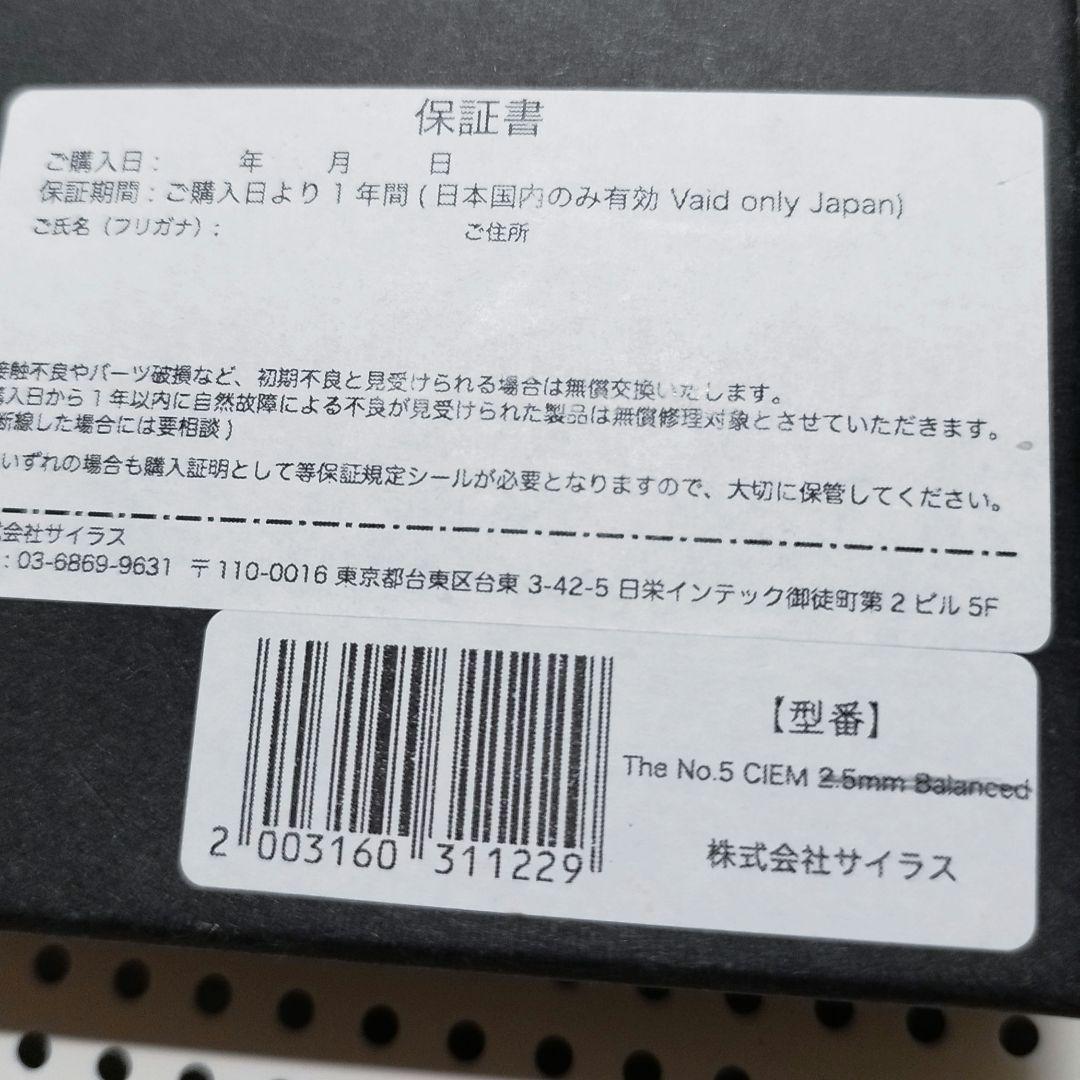 保証書
ご購入日： 年 月 日
保証期間：ご購入日より 1 年間 (日本国内のみ有効 Vaid only Japan)
ご氏名（フリガナ）： ご住所
接触不良やパーツ破損など、初期不良と見受けられる場合は無償交換いたします。
購入日から 1 年以内に自然故障による不良が見受けられた製品は無償修理対象とさせていただきます。
断線した場合には要相談）
いずれの場合も購入証明として等保証規定シールが必要となりますので、大切に保管してください。
式会社サイラス
：03-6869-9631 〒110-0016 東京都台東区台東 3-42-5 日栄インテック御徒町第 2 ビル 5F
【型番】
The No.5 CIEM 2.5mm Balanced
株式会社サイラス
2 003160 311229